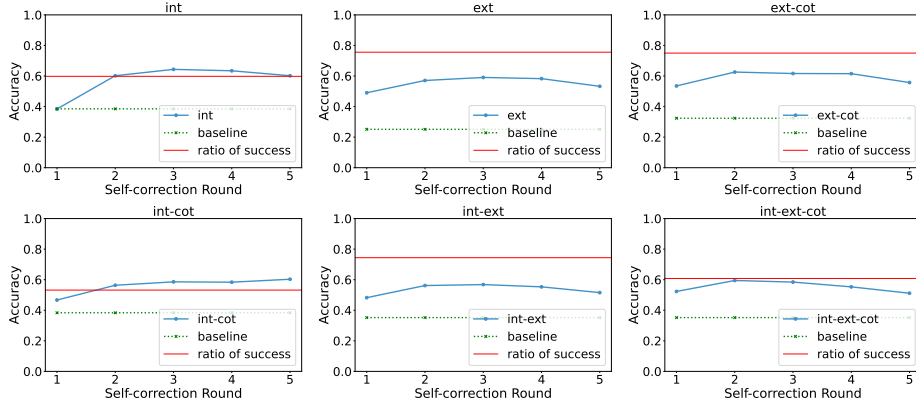 int
1.0
0.8
0.6
0.4
0.2
0.0
Accuracy
int
baseline
ratio of success
1 2 3 4 5
Self-correction Round
ext
1.0
0.8
0.6
0.4
0.2
0.0
Accuracy
ext
baseline
ratio of success
1 2 3 4 5
Self-correction Round
ext-cot
1.0
0.8
0.6
0.4
0.2
0.0
Accuracy
ext-cot
baseline
ratio of success
1 2 3 4 5
Self-correction Round
int-cot
1.0
0.8
0.6
0.4
0.2
0.0
Accuracy
int-cot
baseline
ratio of success
1 2 3 4 5
Self-correction Round
int-ext
1.0
0.8
0.6
0.4
0.2
0.0
Accuracy
int-ext
baseline
ratio of success
1 2 3 4 5
Self-correction Round
int-ext-cot
1.0
0.8
0.6
0.4
0.2
0.0
Accuracy
int-ext-cot
baseline
ratio of success
1 2 3 4 5
Self-correction Round